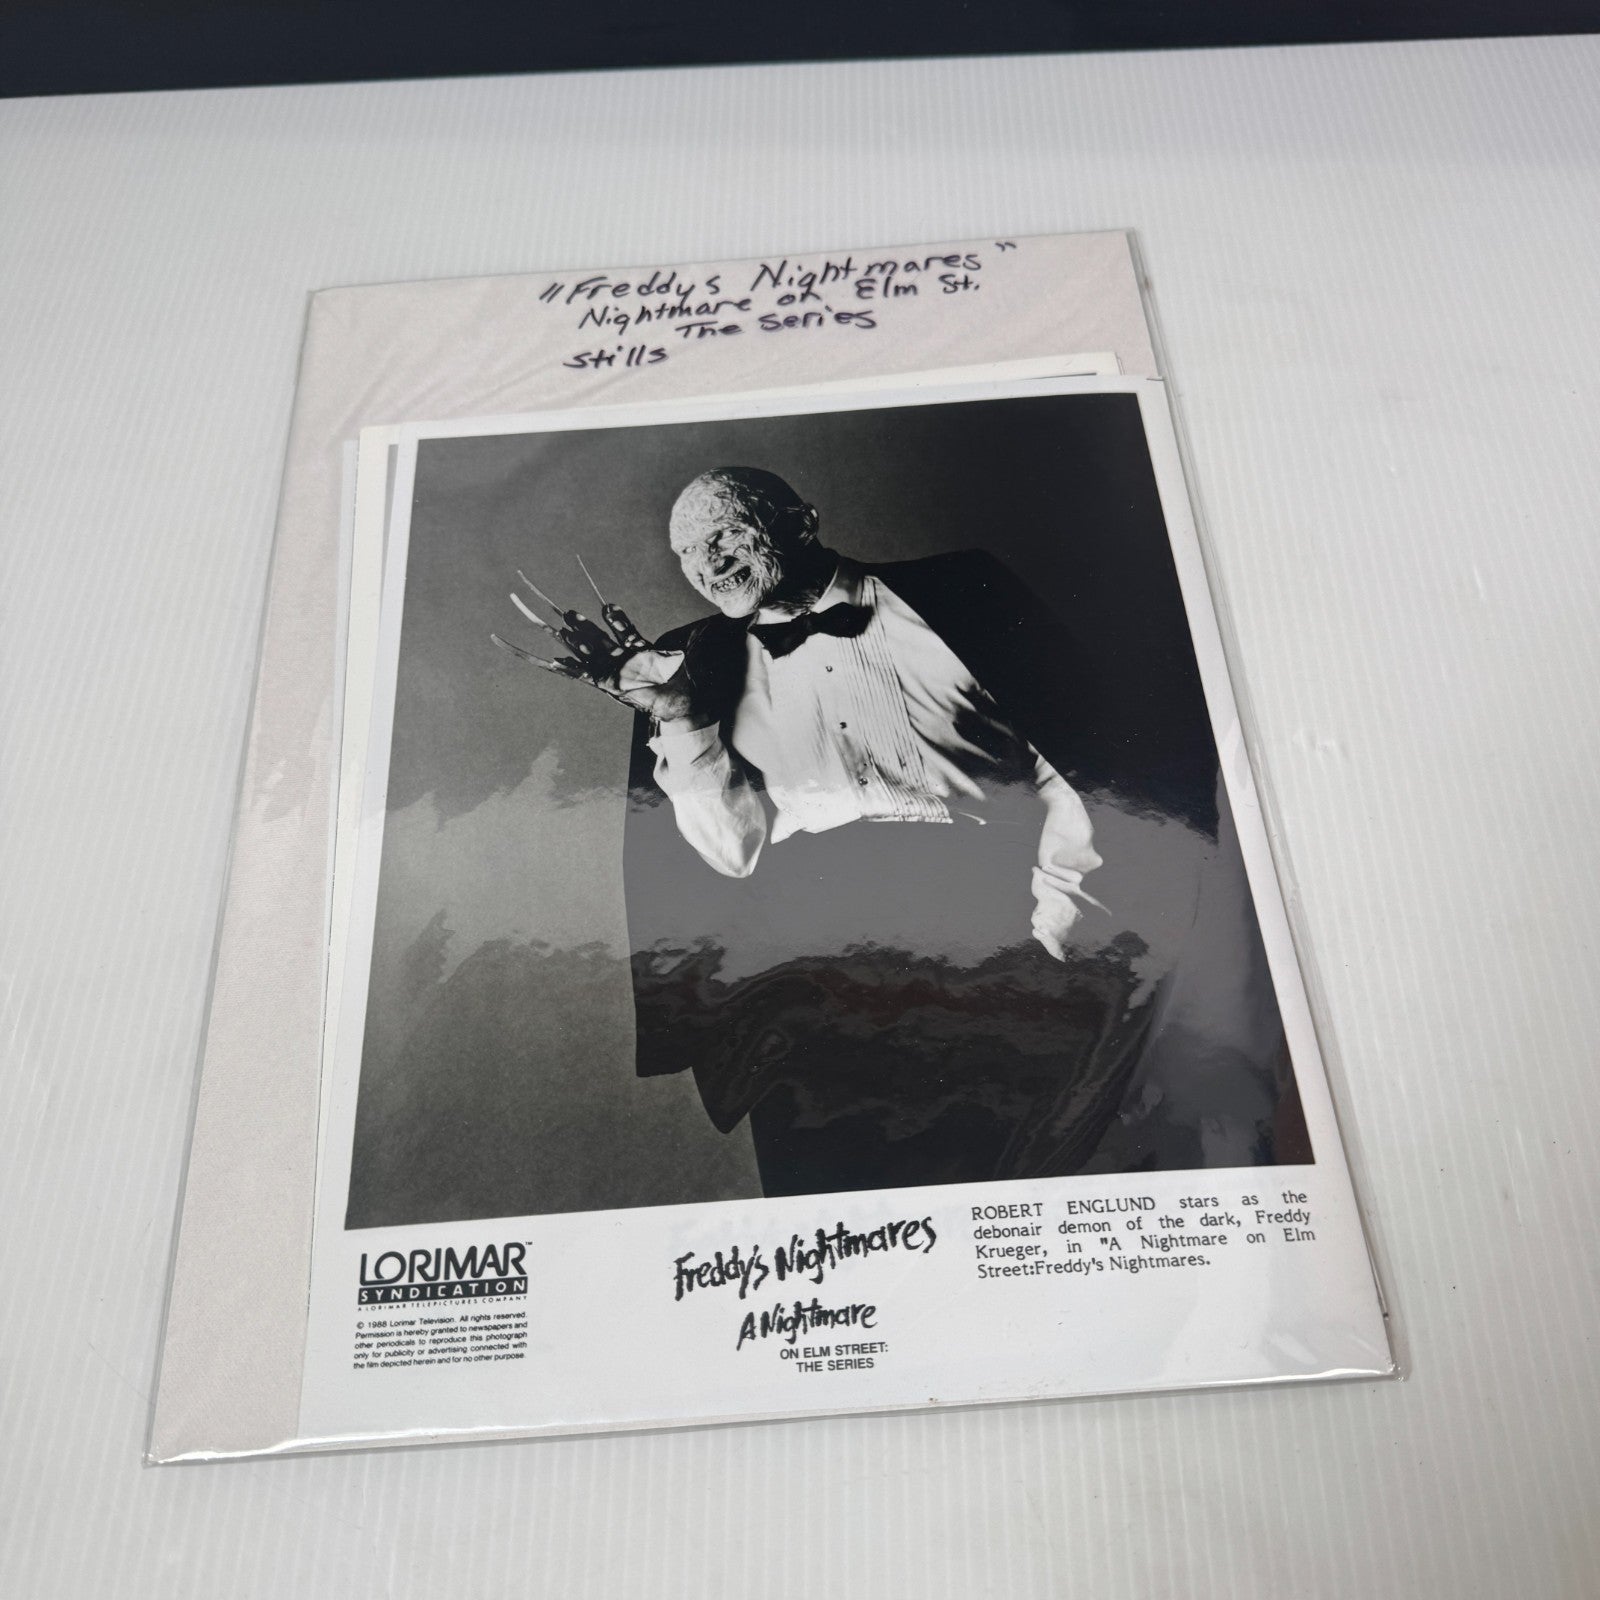 "Freddys Nightmares"
Nightmare on Elm St.
The Series
Stills
LORIMAR™
SYNDICATION
A LORIMAR TELEPICTURES COMPANY
© 1988 Lorimar Television. All rights reserved.
Permission is hereby granted to newspapers and
other periodicals to reproduce this photograph
only for publicity or advertising connected with
the film depicted herein and for no other purpose.
Freddy's Nightmares
A Nightmare
ON ELM STREET:
THE SERIES
ROBERT ENGLUND stars as the
debonair demon of the dark, Freddy
Krueger, in "A Nightmare on Elm
Street:Freddy's Nightmares.